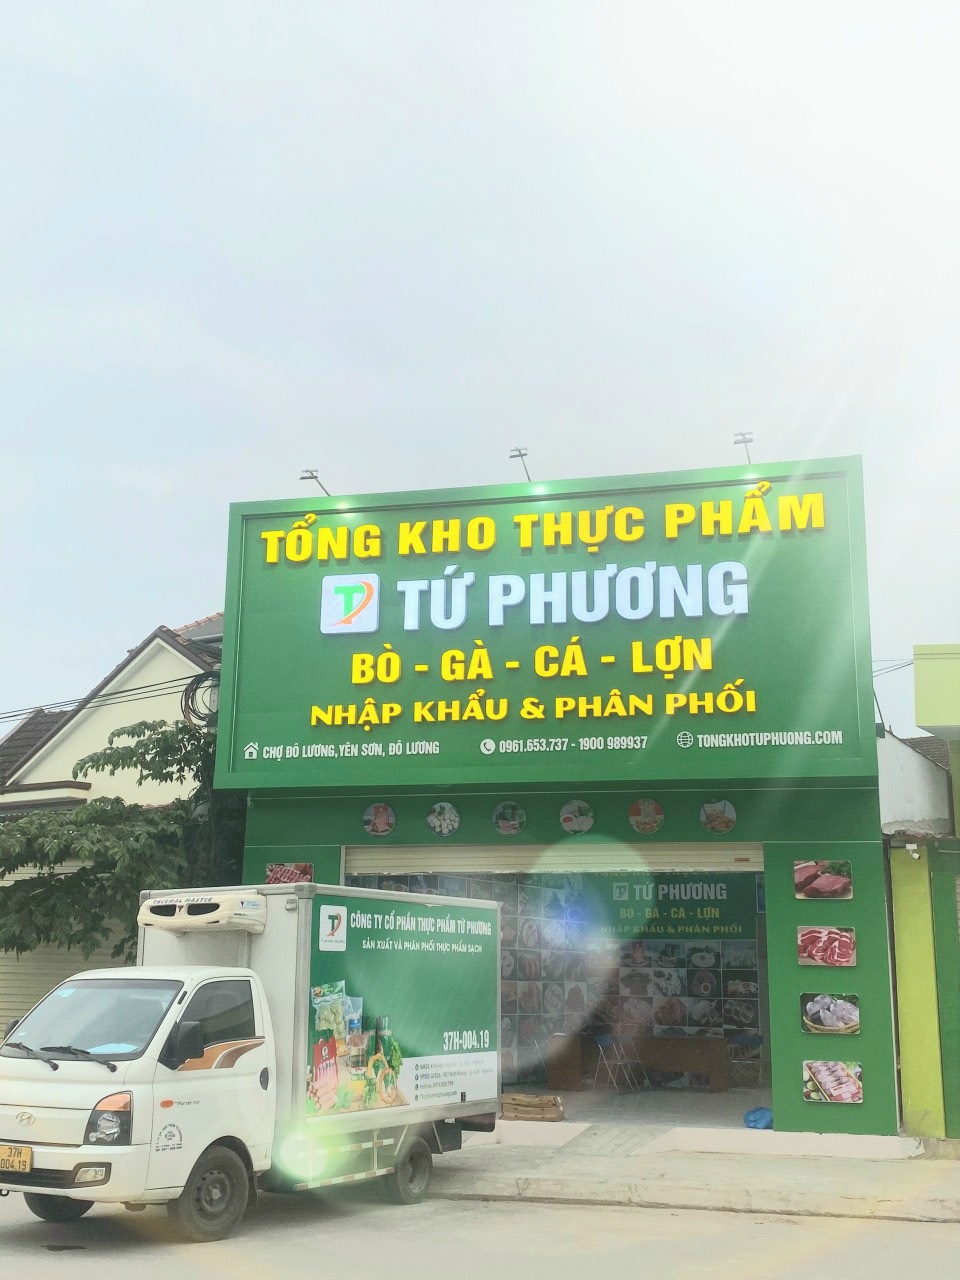 TỔNG KHO THỰC PHẨM
TỨ PHƯƠNG
BÒ - GÀ - CÁ - LỢN
NHẬP KHẨU & PHÂN PHỐI
CHỢ ĐÔ LƯƠNG, YÊN SƠN, ĐÔ LƯƠNG
0961.653.737 - 1900 989937
TONGKHOTUPHUONG.COM
TỨ PHƯƠNG
BÒ - GÀ - CÁ - LỢN
NHẬP KHẨU & PHÂN PHỐI
THERMAL MASTER
CÔNG TY CỔ PHẦN THỰC PHẨM TỨ PHƯƠNG
SẢN XUẤT VÀ PHÂN PHỐI THỰC PHẨM SẠCH
37H-004.19
37H
004.19